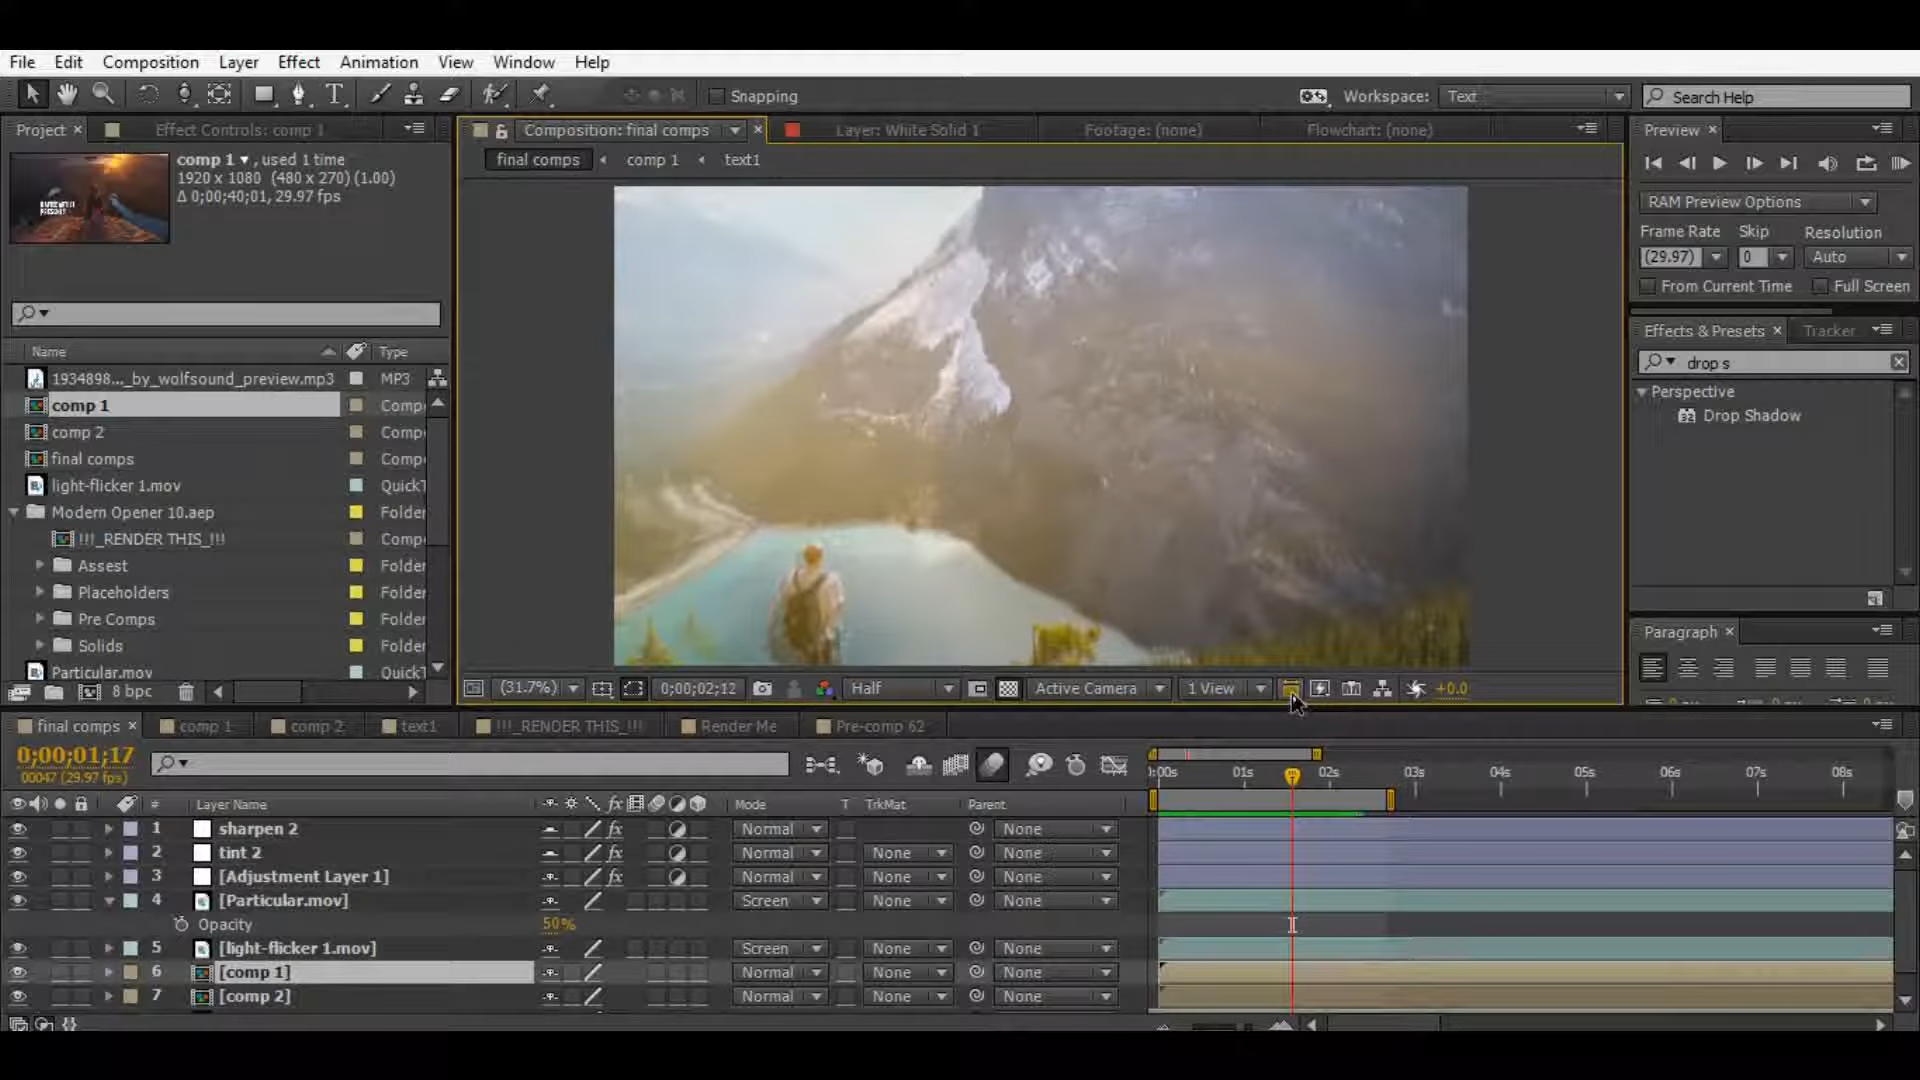 File Edit Composition Layer Effect Animation View Window Help
Snapping
Workspace: Text
Search Help
Project
Effect Controls: comp 1
Composition: final comps
Layer: White Solid 1
Footage: (none)
Flowchart: (none)
Preview
comp 1 , used 1 time
1920 x 1080 (480 x 270) (1.00)
Δ 0;00;40;01, 29.97 fps
final comps comp 1 text1
RAM Preview Options
Frame Rate Skip Resolution
(29.97) 0 Auto
From Current Time Full Screen
Effects & Presets Tracker
drop s
Perspective
Drop Shadow
Name Type
1934898..._by_wolfsound_preview.mp3 MP3
comp 1 Comp
comp 2 Comp
final comps Comp
light-flicker 1.mov QuickT
Modern Opener 10.aep Folder
!!!_RENDER THIS_!!! Comp
Assest Folder
Placeholders Folder
Pre Comps Folder
Solids Folder
Particular.mov QuickT
8 bpc
Paragraph
(31.7%) 0;00;02;12 Half Active Camera 1 View +0.0
final comps comp 1 comp 2 text1 !!!_RENDER THIS_!!! Render Me Pre-comp 62
0;00;01;17
00047 (29.97 fps)
:00s 01s 02s 03s 04s 05s 06s 07s 08s
# Layer Name Mode T TrkMat Parent
1 sharpen 2 Normal None
2 tint 2 Normal None None
3 [Adjustment Layer 1] Normal None None
4 [Particular.mov] Screen None None
Opacity 50%
5 [light-flicker 1.mov] Screen None None
6 [comp 1] Normal None None
7 [comp 2] Normal None None